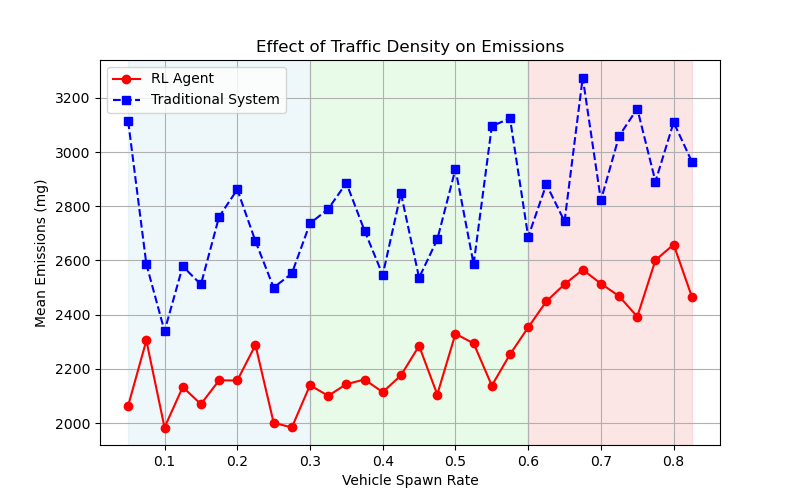 Effect of Traffic Density on Emissions
RL Agent
Traditional System
3200
3000
2800
2600
2400
2200
2000
Mean Emissions (mg)
0.1 0.2 0.3 0.4 0.5 0.6 0.7 0.8
Vehicle Spawn Rate